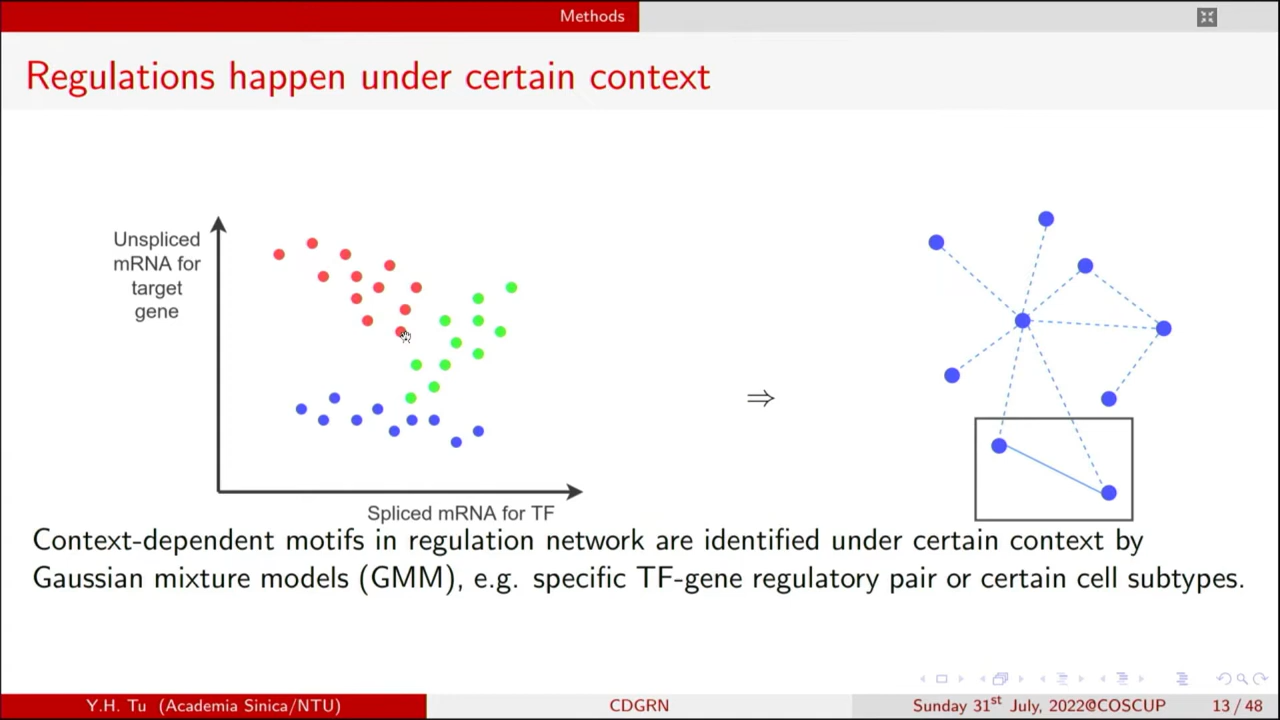 Methods
Regulations happen under certain context
Unspliced
mRNA for
target
gene
⇒
Spliced mRNA for TF
Context-dependent motifs in regulation network are identified under certain context by
Gaussian mixture models (GMM), e.g. specific TF-gene regulatory pair or certain cell subtypes.
Y.H. Tu (Academia Sinica/NTU)
CDGRN
Sunday 31st July, 2022@COSCUP
13 / 48